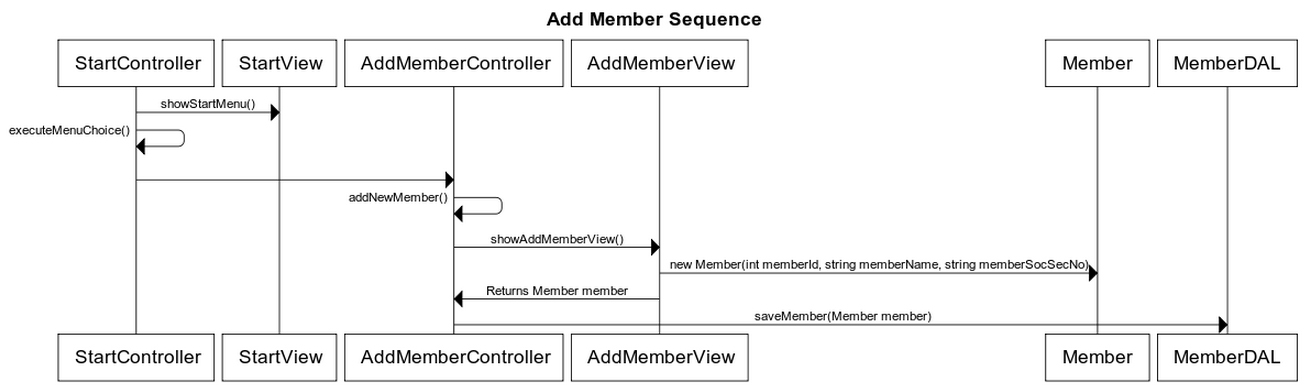 Add Member Sequence
StartController StartView AddMemberController AddMemberView Member MemberDAL
showStartMenu()
executeMenuChoice()
addNewMember()
showAddMemberView()
new Member(int memberId, string memberName, string memberSocSecNo)
Returns Member member
saveMember(Member member)
StartController StartView AddMemberController AddMemberView Member MemberDAL